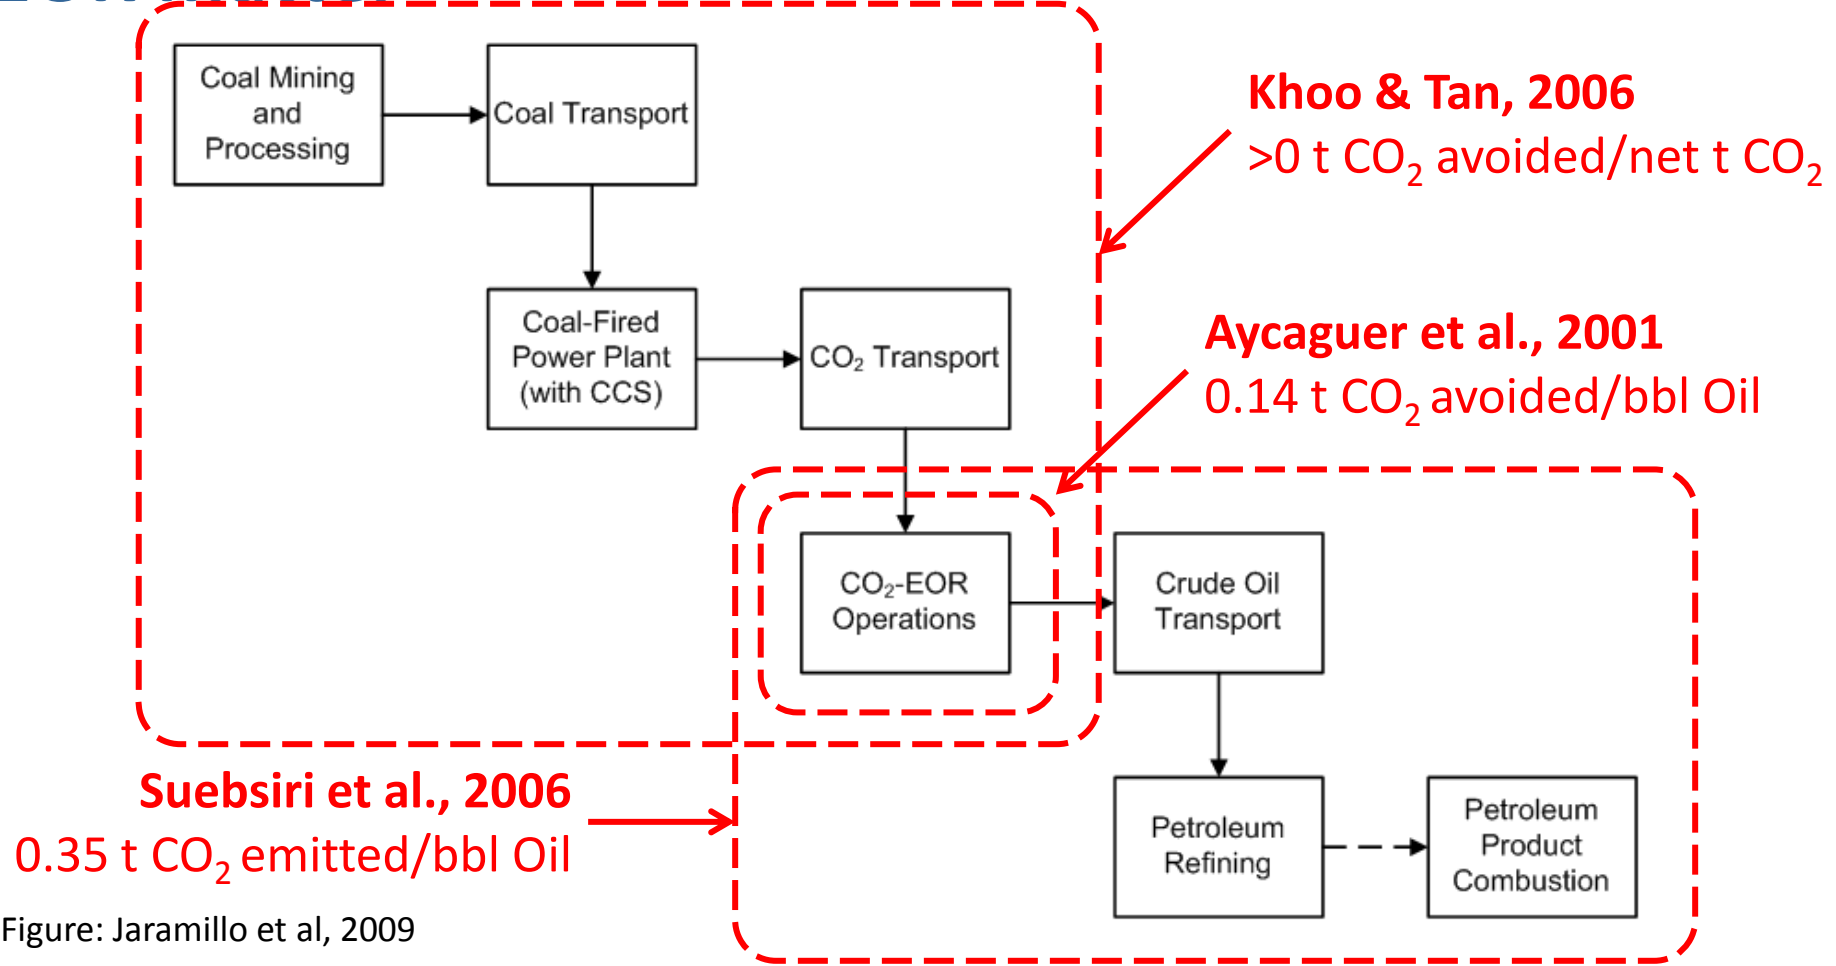 Coal Mining
and
Processing
Coal Transport
Khoo & Tan, 2006
>0 t CO₂ avoided/net t CO₂
Coal-Fired
Power Plant
(with CCS)
CO₂ Transport
Aycaguer et al., 2001
0.14 t CO₂ avoided/bbl Oil
CO₂-EOR
Operations
Crude Oil
Transport
Suebsiri et al., 2006
0.35 t CO₂ emitted/bbl Oil
Petroleum
Refining
Petroleum
Product
Combustion
Figure: Jaramillo et al, 2009